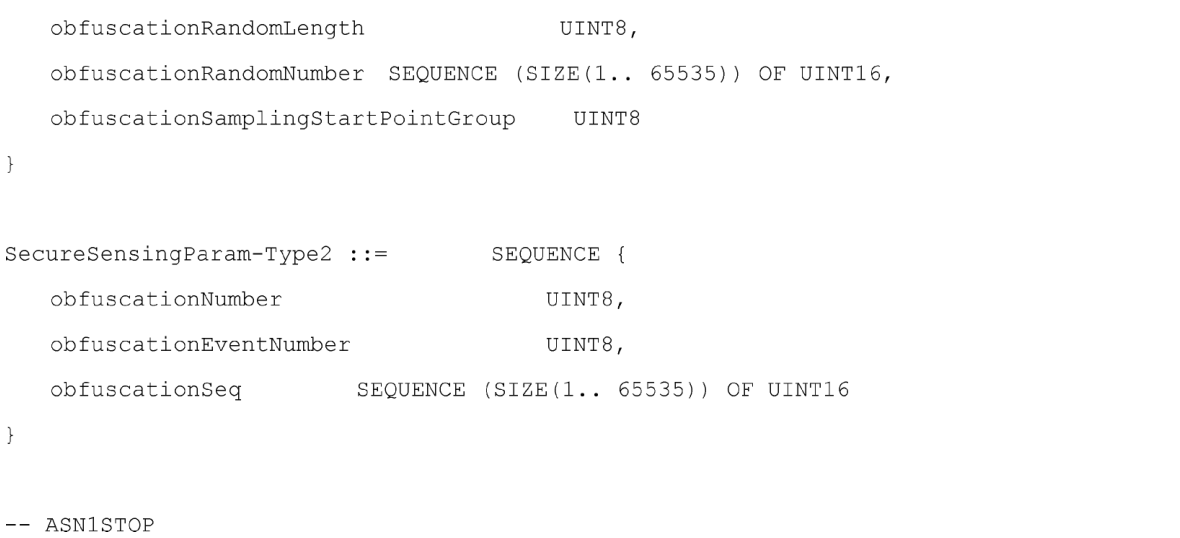 obfuscationRandomLength UINT8,
obfuscationRandomNumber SEQUENCE (SIZE(1.. 65535)) OF UINT16,
obfuscationSamplingStartPointGroup UINT8
}
SecureSensingParam-Type2 ::= SEQUENCE {
obfuscationNumber UINT8,
obfuscationEventNumber UINT8,
obfuscationSeq SEQUENCE (SIZE(1.. 65535)) OF UINT16
}
-- ASN1STOP